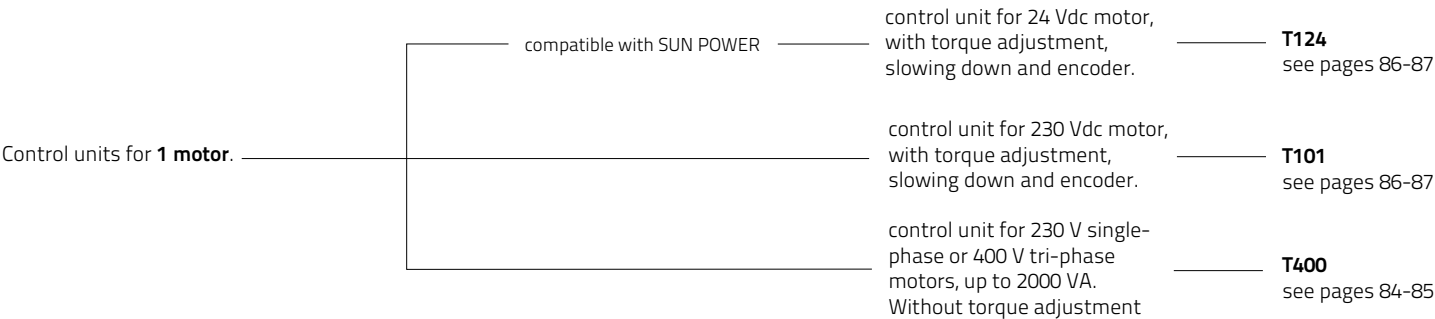 Control units for 1 motor.
compatible with SUN POWER
control unit for 24 Vdc motor,
with torque adjustment,
slowing down and encoder.
T124
see pages 86-87
control unit for 230 Vdc motor,
with torque adjustment,
slowing down and encoder.
T101
see pages 86-87
control unit for 230 V single-
phase or 400 V tri-phase
motors, up to 2000 VA.
Without torque adjustment
T400
see pages 84-85